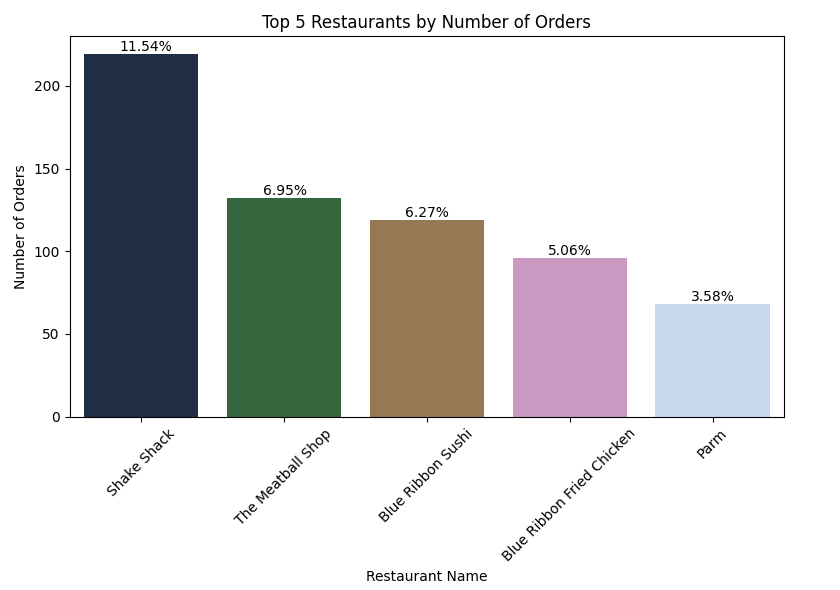 Top 5 Restaurants by Number of Orders
11.54%
6.95%
6.27%
5.06%
3.58%
Number of Orders
200
150
100
50
0
Shake Shack
The Meatball Shop
Blue Ribbon Sushi
Blue Ribbon Fried Chicken
Parm
Restaurant Name